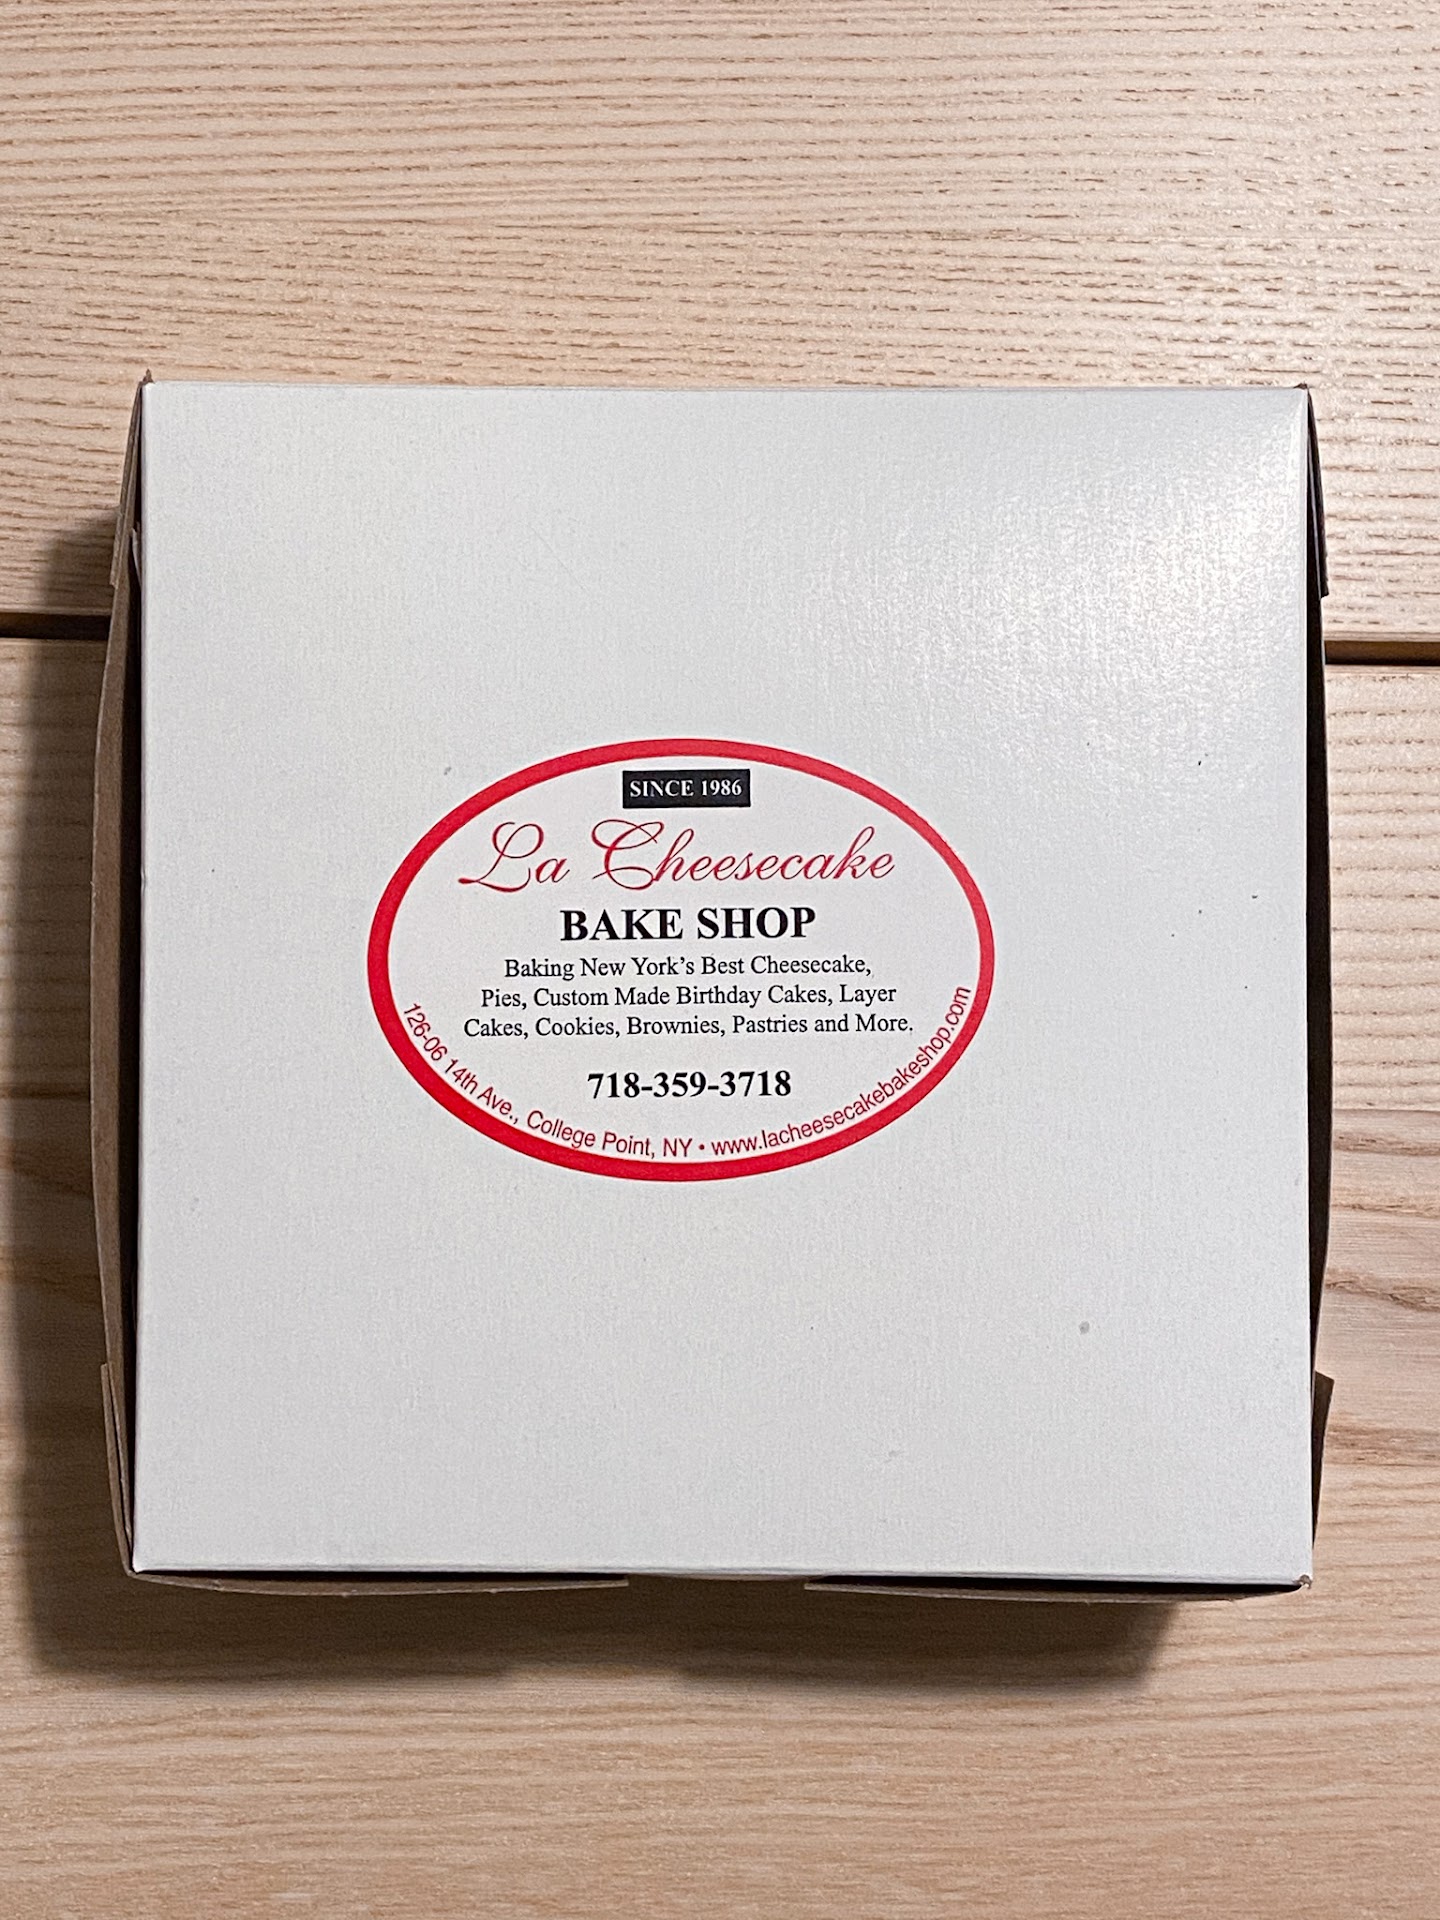 SINCE 1986
La Cheesecake
BAKE SHOP
Baking New York's Best Cheesecake,
Pies, Custom Made Birthday Cakes, Layer
Cakes, Cookies, Brownies, Pastries and More.
718-359-3718
126-06 14th Ave., College Point, NY • www.lacheesecakebakeshop.com